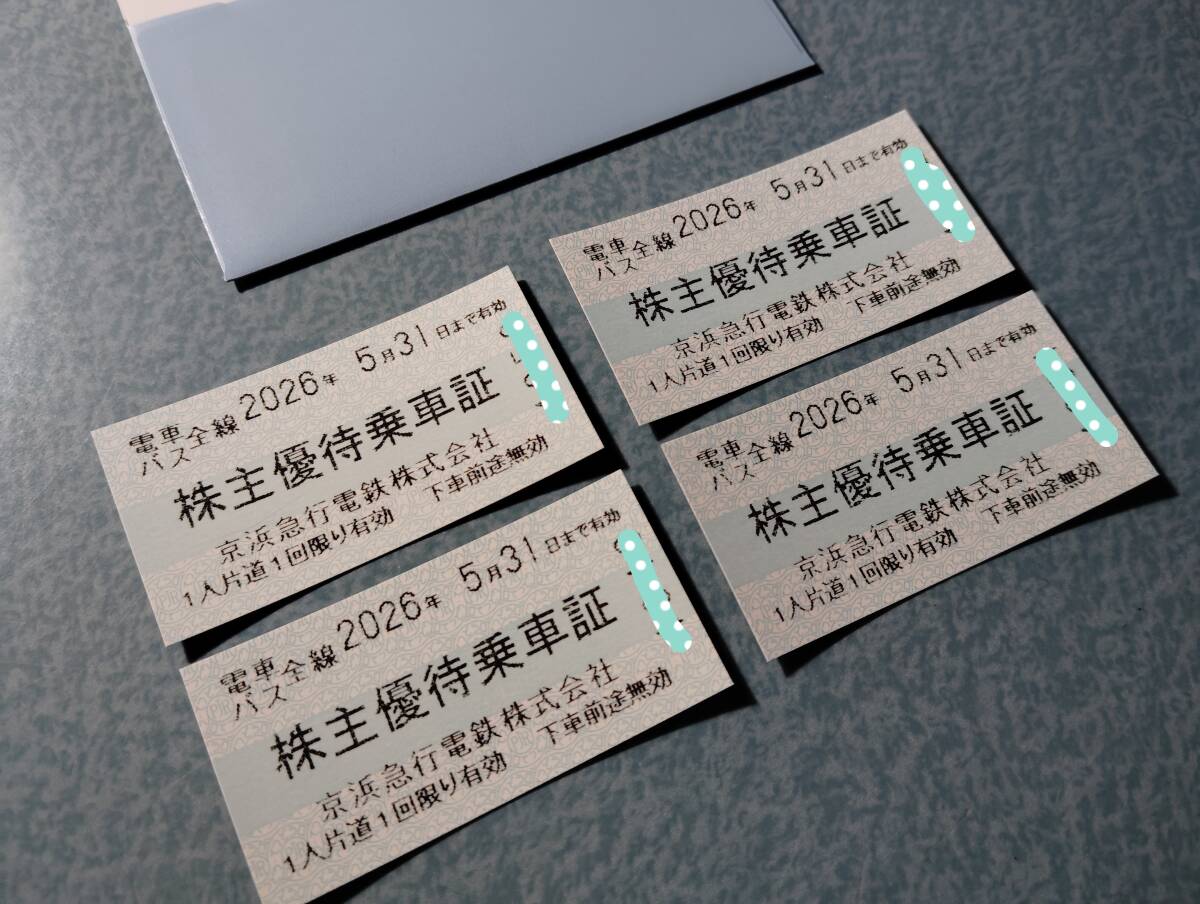 電車
バス全線2026年 5月31日まで有効
株主優待乗車証
京浜急行電鉄株式会社
1人片道1回限り有効 下車前途無効
電車
バス全線2026年 5月31日まで有効
株主優待乗車証
京浜急行電鉄株式会社
1人片道1回限り有効 下車前途無効
電車
バス全線2026年 5月31日まで有効
株主優待乗車証
京浜急行電鉄株式会社
1人片道1回限り有効 下車前途無効
電車
バス全線2026年 5月31日まで有効
株主優待乗車証
京浜急行電鉄株式会社
1人片道1回限り有効 下車前途無効